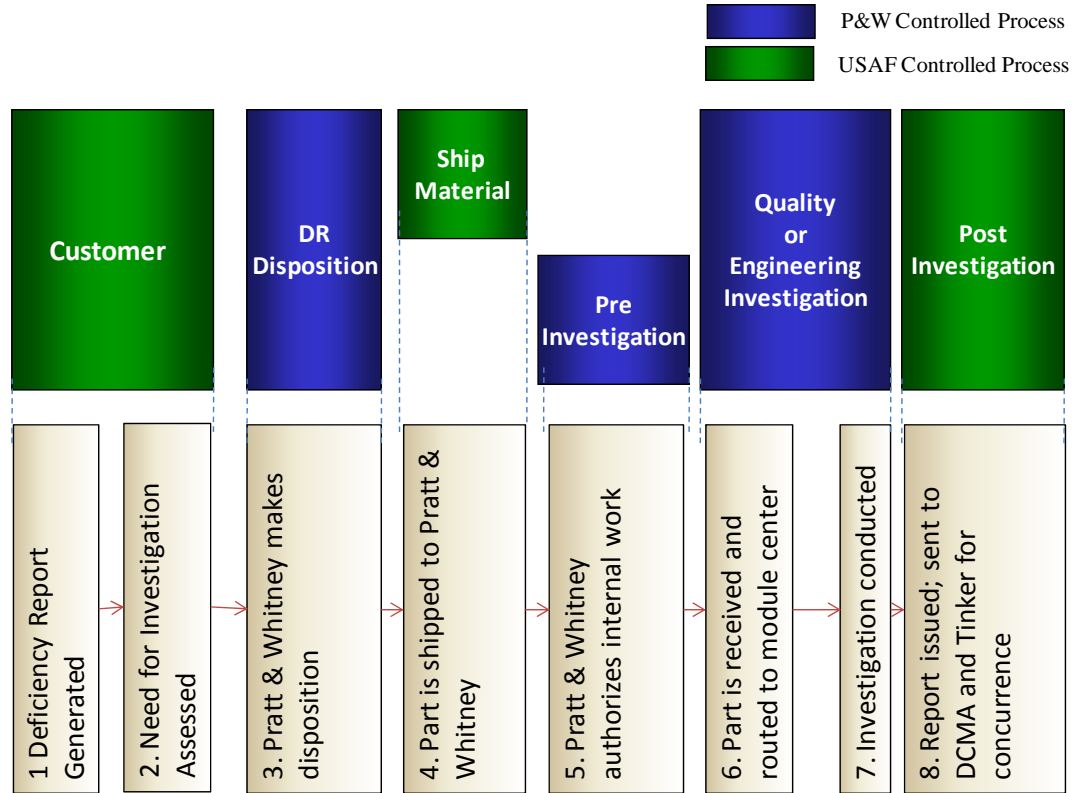 P&W Controlled Process
USAF Controlled Process
Customer
DR
Disposition
Ship
Material
Pre
Investigation
Quality
or
Engineering
Investigation
Post
Investigation
1 Deficiency Report
Generated
2. Need for Investigation
Assessed
3. Pratt & Whitney makes
disposition
4. Part is shipped to Pratt &
Whitney
5. Pratt & Whitney
authorizes internal work
6. Part is received and
routed to module center
7. Investigation conducted
8. Report issued; sent to
DCMA and Tinker for
concurrence